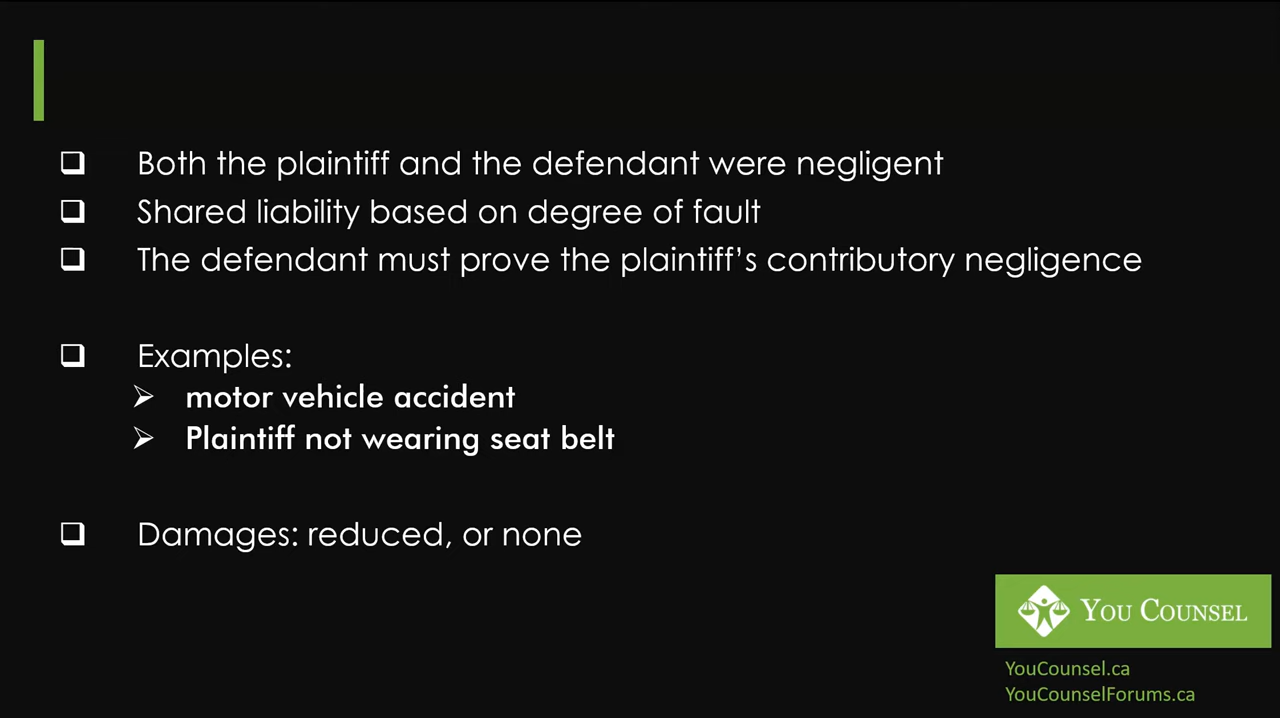 Both the plaintiff and the defendant were negligent
Shared liability based on degree of fault
The defendant must prove the plaintiff’s contributory negligence
Examples:
motor vehicle accident
Plaintiff not wearing seat belt
Damages: reduced, or none
YOU COUNSEL
YouCounsel.ca
YouCounselForums.ca